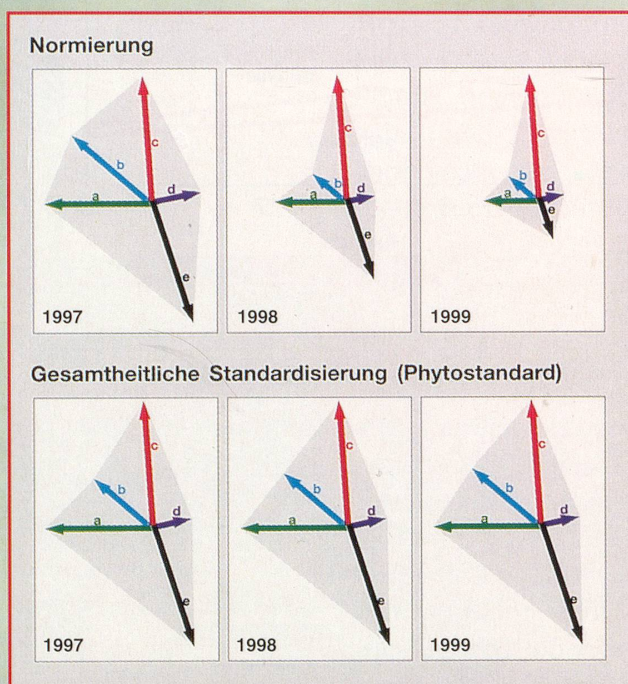 Normierung
c
b
d
a
e
1997
c
b
d
a
e
1998
c
b
d
a
e
1999
Gesamtheitliche Standardisierung (Phytostandard)
c
b
d
a
e
1997
c
b
d
a
e
1998
c
b
d
a
e
1999